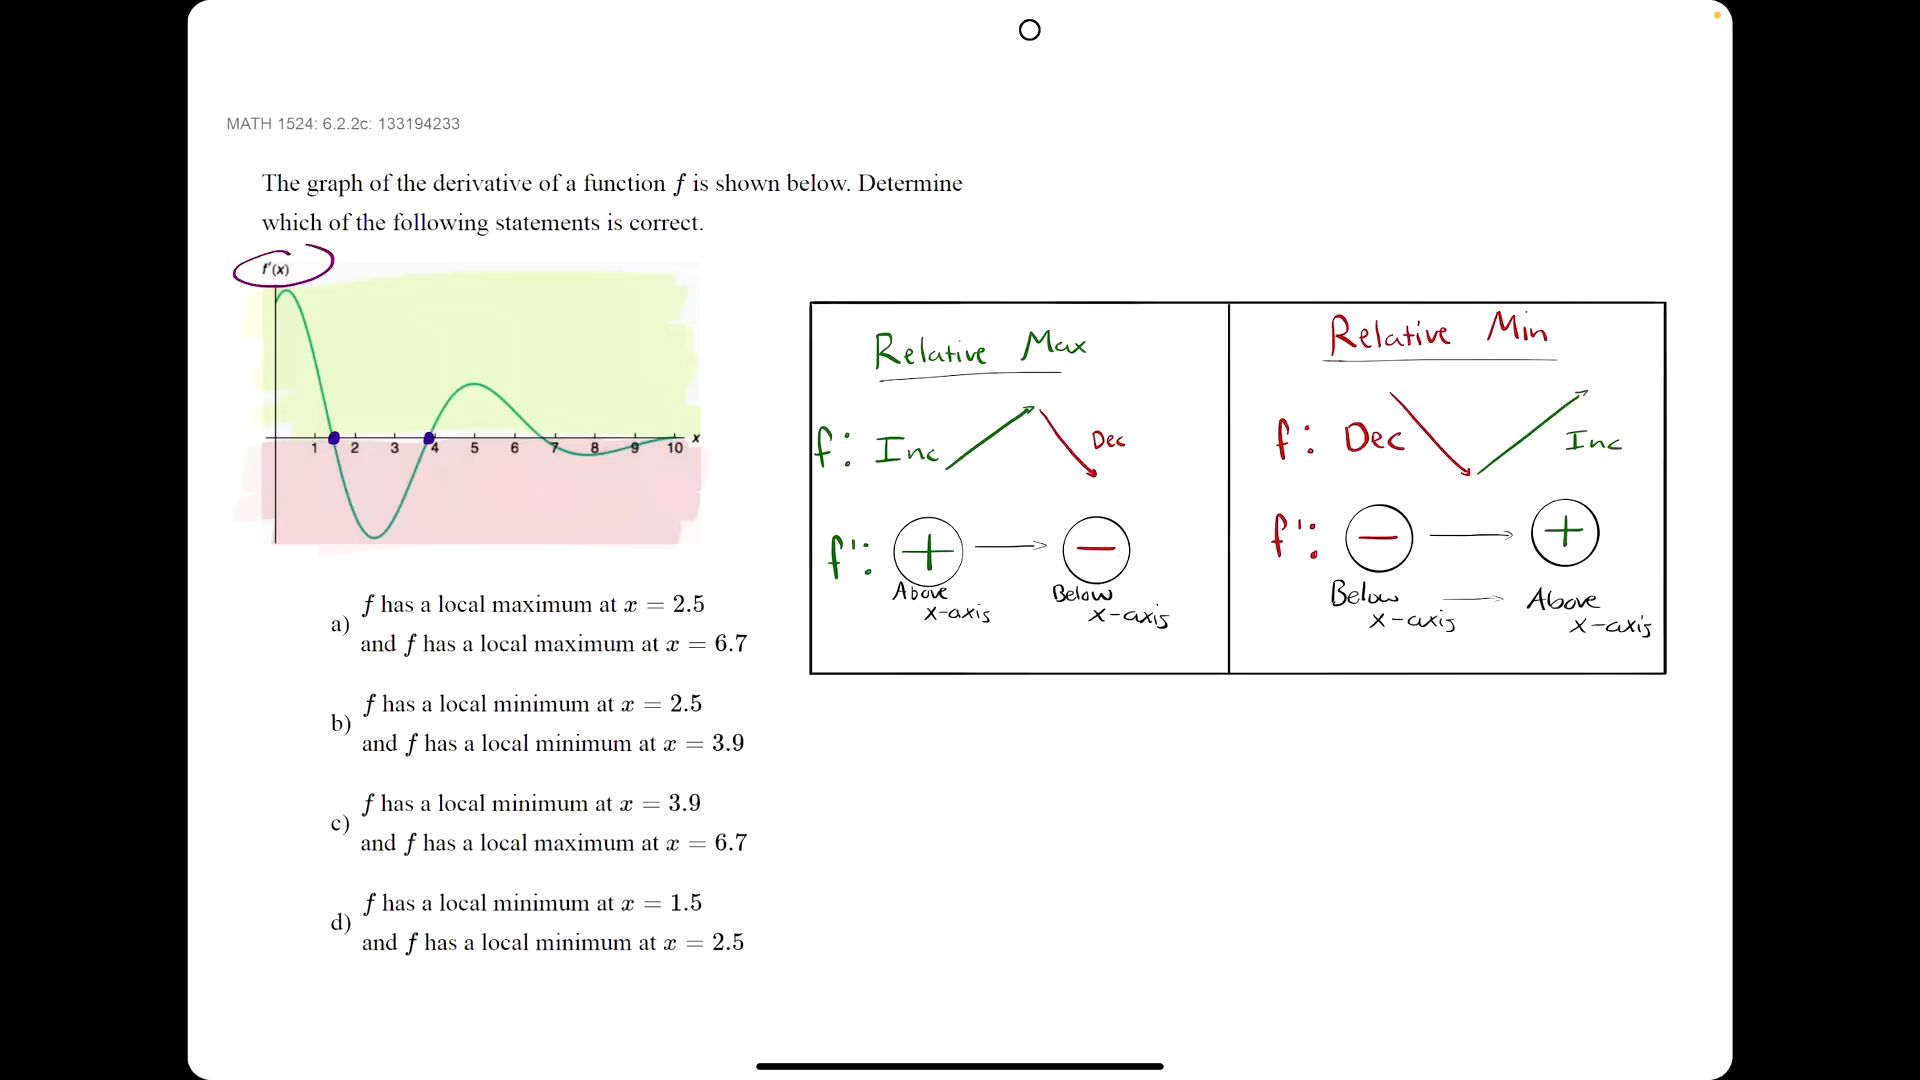 MATH 1524: 6.2.2c: 133194233
The graph of the derivative of a function f is shown below. Determine
which of the following statements is correct.
f'(x)
1 2 3 4 5 6 7 8 9 10 x
a) f has a local maximum at x = 2.5
and f has a local maximum at x = 6.7
b) f has a local minimum at x = 2.5
and f has a local minimum at x = 3.9
c) f has a local minimum at x = 3.9
and f has a local maximum at x = 6.7
d) f has a local minimum at x = 1.5
and f has a local minimum at x = 2.5
Relative Max
f: Inc Dec
f': + −
Above Below
x-axis x-axis
Relative Min
f: Dec Inc
f': − +
Below Above
x-axis x-axis